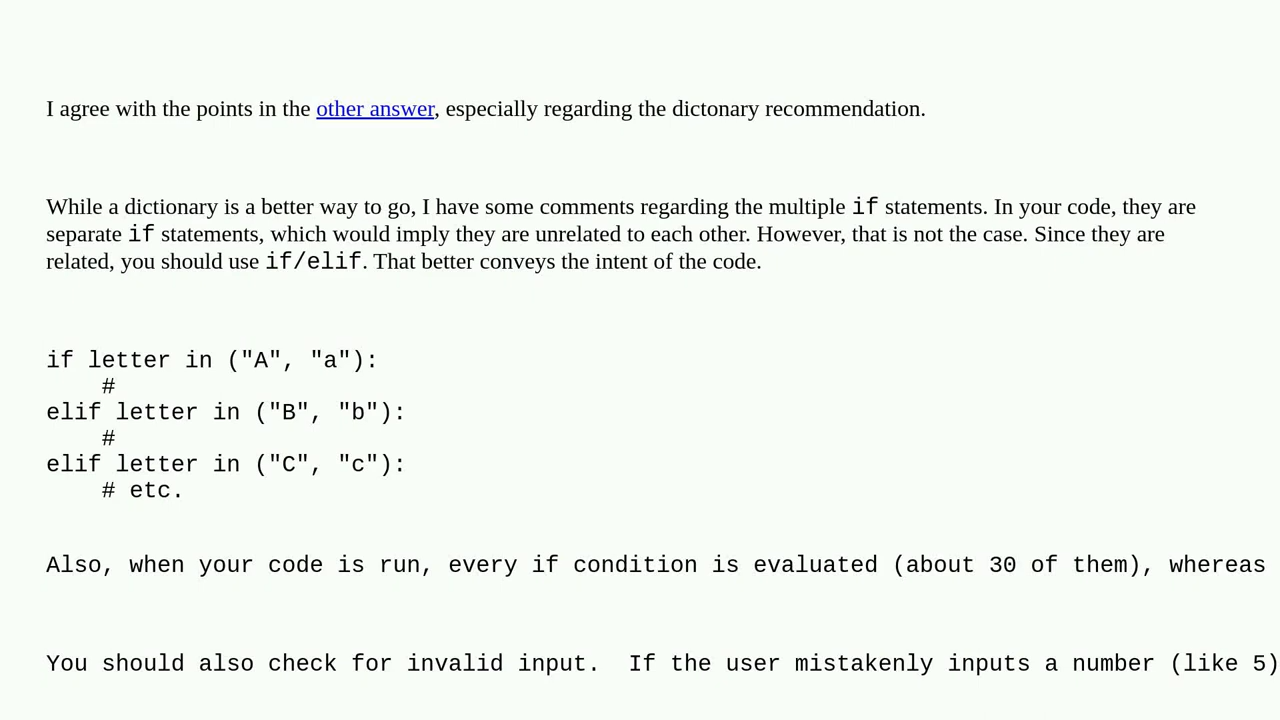 I agree with the points in the other answer, especially regarding the dictonary recommendation.
While a dictionary is a better way to go, I have some comments regarding the multiple if statements. In your code, they are
separate if statements, which would imply they are unrelated to each other. However, that is not the case. Since they are
related, you should use if/elif. That better conveys the intent of the code.
if letter in ("A", "a"):
    #
elif letter in ("B", "b"):
    #
elif letter in ("C", "c"):
    # etc.
Also, when your code is run, every if condition is evaluated (about 30 of them), whereas
You should also check for invalid input.  If the user mistakenly inputs a number (like 5)